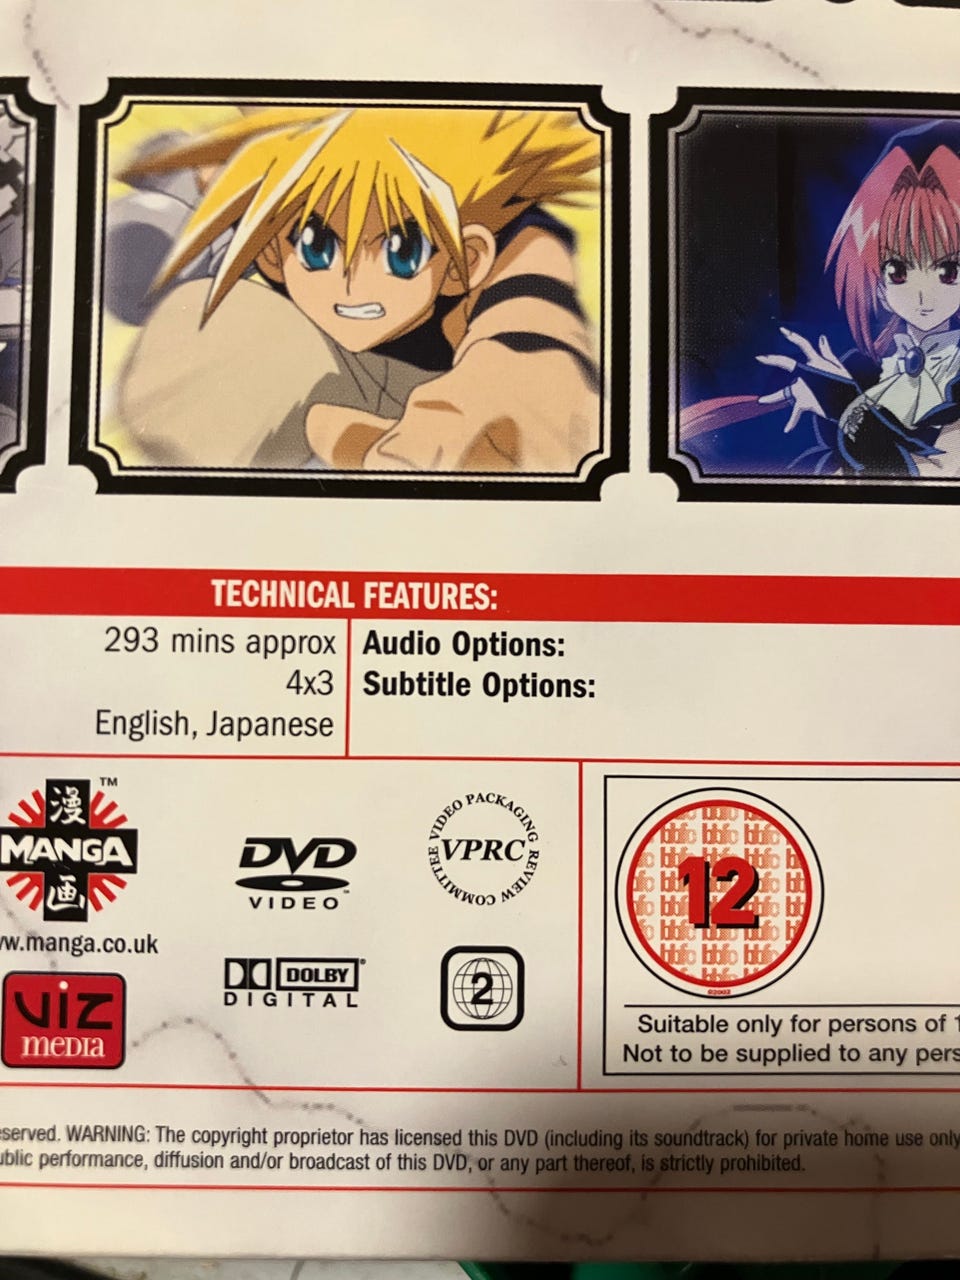 TECHNICAL FEATURES:
293 mins approx
4x3
English, Japanese
Audio Options:
Subtitle Options:
漫
TM
MANGA
画
w.manga.co.uk
VIZ
MEDIA
DVD
VIDEO
DOLBY
DIGITAL
VIDEO PACKAGING REVIEW COMMITTEE
VPRC
2
12
bbfc
Suitable only for persons of 1
Not to be supplied to any pers
served. WARNING: The copyright proprietor has licensed this DVD (including its soundtrack) for private home use only
ublic performance, diffusion and/or broadcast of this DVD, or any part thereof, is strictly prohibited.